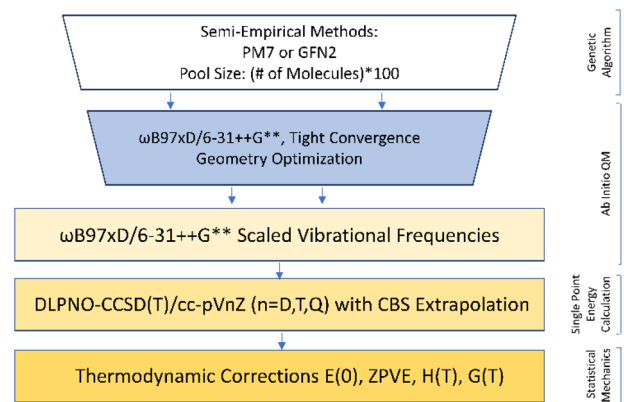 Semi-Empirical Methods:
PM7 or GFN2
Pool Size: (# of Molecules)*100
Genetic
Algorithm
ωB97xD/6-31++G**, Tight Convergence
Geometry Optimization
Ab Initio QM
ωB97xD/6-31++G** Scaled Vibrational Frequencies
DLPNO-CCSD(T)/cc-pVnZ (n=D,T,Q) with CBS Extrapolation
Single Point
Energy
Calculation
Thermodynamic Corrections E(0), ZPVE, H(T), G(T)
Statistical
Mechanics